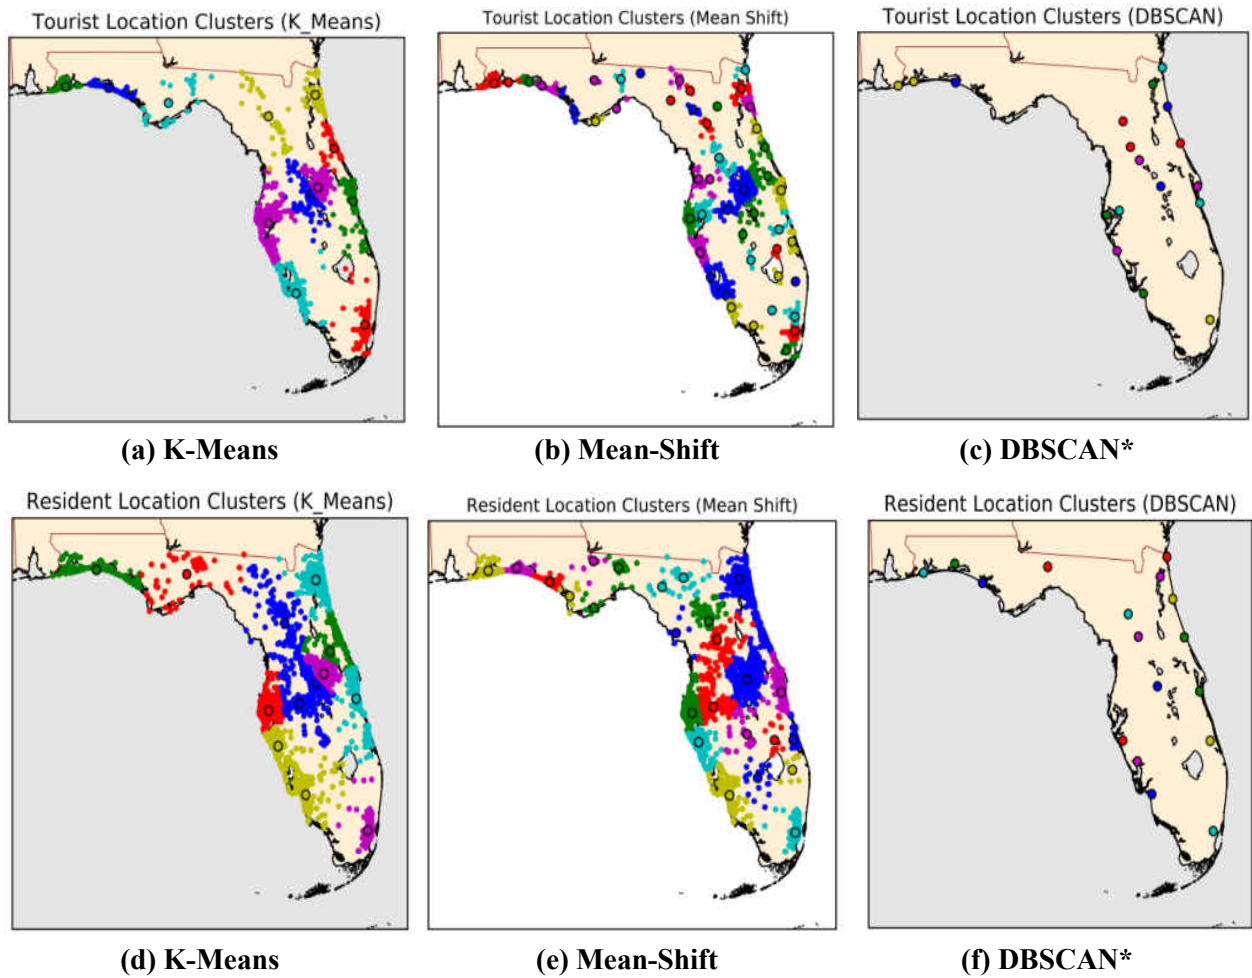 Tourist Location Clusters (K_Means)
Tourist Location Clusters (Mean Shift)
Tourist Location Clusters (DBSCAN)
(a) K-Means
(b) Mean-Shift
(c) DBSCAN*
Resident Location Clusters (K_Means)
Resident Location Clusters (Mean Shift)
Resident Location Clusters (DBSCAN)
(d) K-Means
(e) Mean-Shift
(f) DBSCAN*